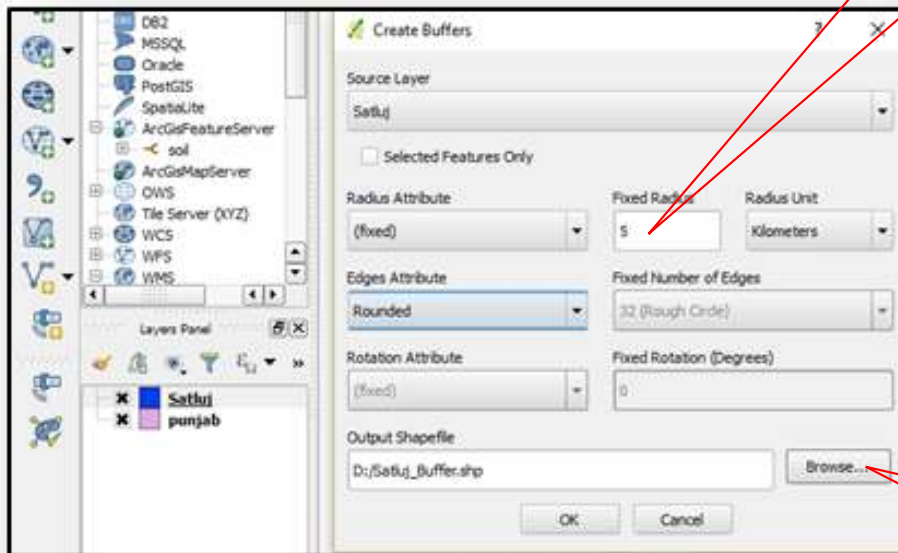 DB2
MSSQL
Oracle
PostGIS
SpatiaLite
ArcGisFeatureServer
soil
ArcGisMapServer
OWS
Tile Server (XYZ)
WCS
WFS
WMS
Layers Panel
Satluj
punjab
Create Buffers
?
Source Layer
Satluj
Selected Features Only
Radius Attribute Fixed Radius Radius Unit
(fixed) 5 Kilometers
Edges Attribute Fixed Number of Edges
Rounded 32 (Rough Circle)
Rotation Attribute Fixed Rotation (Degrees)
(fixed) 0
Output Shapefile
D:/Satluj_Buffer.shp Browse...
OK Cancel